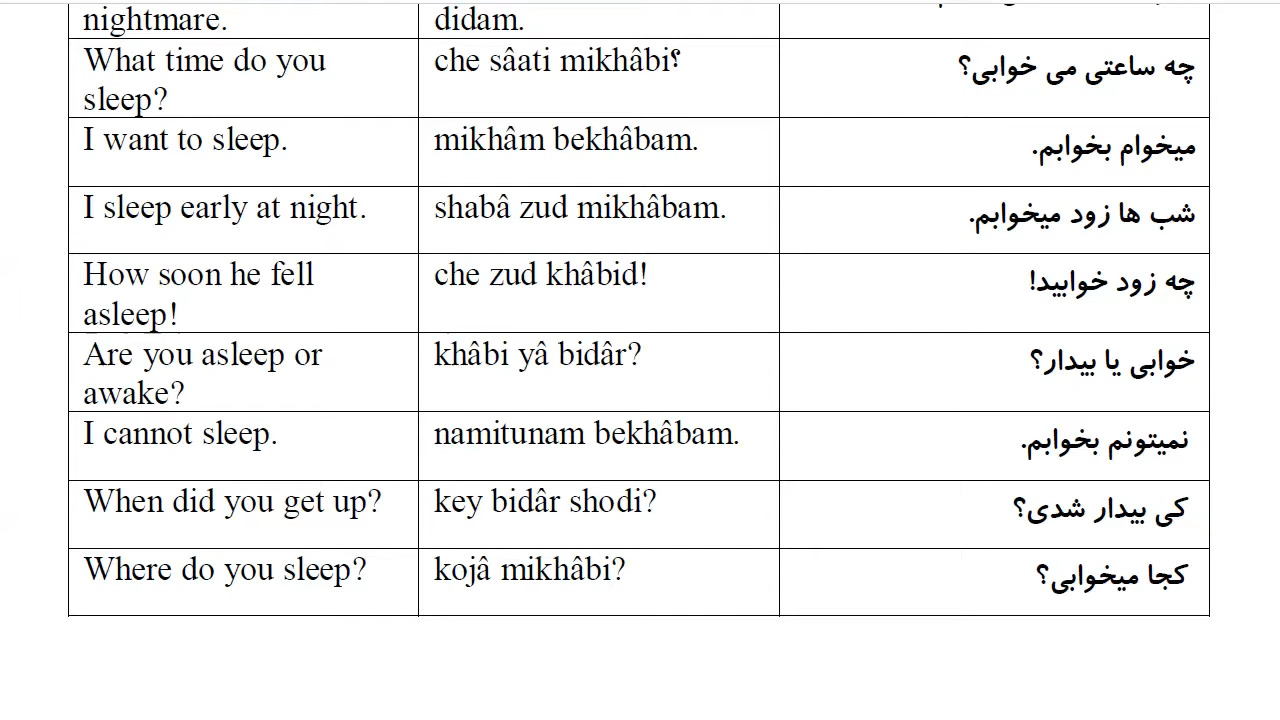 nightmare.
didam.
What time do you
sleep?
che sâati mikhâbi؟
چه ساعتی می خوابی؟
I want to sleep.
mikhâm bekhâbam.
میخوام بخوابم.
I sleep early at night.
shabâ zud mikhâbam.
شب ها زود میخوابم.
How soon he fell
asleep!
che zud khâbid!
چه زود خوابید!
Are you asleep or
awake?
khâbi yâ bidâr?
خوابی یا بیدار؟
I cannot sleep.
namitunam bekhâbam.
نمیتونم بخوابم.
When did you get up?
key bidâr shodi?
کی بیدار شدی؟
Where do you sleep?
kojâ mikhâbi?
کجا میخوابی؟